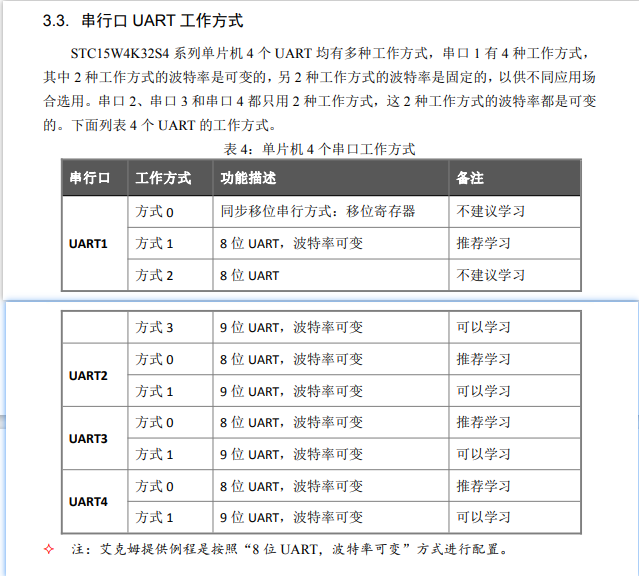 3.3. 串行口 UART 工作方式
STC15W4K32S4 系列单片机 4 个 UART 均有多种工作方式，串口 1 有 4 种工作方式，
其中 2 种工作方式的波特率是可变的，另 2 种工作方式的波特率是固定的，以供不同应用场
合选用。串口 2、串口 3 和串口 4 都只用 2 种工作方式，这 2 种工作方式的波特率都是可变
的。下面列表 4 个 UART 的工作方式。
表 4：单片机 4 个串口工作方式
串行口 工作方式 功能描述 备注
方式 0 同步移位串行方式：移位寄存器 不建议学习
UART1 方式 1 8 位 UART，波特率可变 推荐学习
方式 2 8 位 UART 不建议学习
方式 3 9 位 UART，波特率可变 可以学习
UART2 方式 0 8 位 UART，波特率可变 推荐学习
方式 1 9 位 UART，波特率可变 可以学习
UART3 方式 0 8 位 UART，波特率可变 推荐学习
方式 1 9 位 UART，波特率可变 可以学习
UART4 方式 0 8 位 UART，波特率可变 推荐学习
方式 1 9 位 UART，波特率可变 可以学习
注：艾克姆提供例程是按照“8 位 UART，波特率可变”方式进行配置。